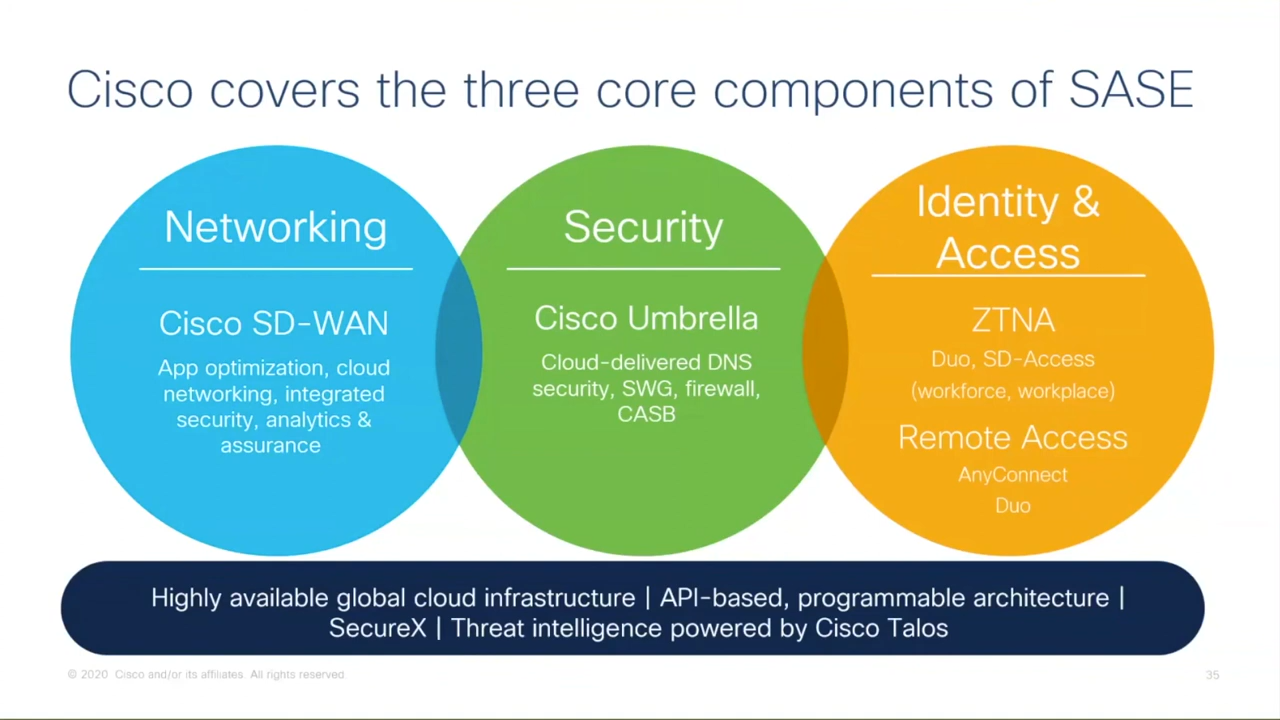 Cisco covers the three core components of SASE
Networking
Cisco SD-WAN
App optimization, cloud
networking, integrated
security, analytics &
assurance
Security
Cisco Umbrella
Cloud-delivered DNS
security, SWG, firewall,
CASB
Identity &
Access
ZTNA
Duo, SD-Access
(workforce, workplace)
Remote Access
AnyConnect
Duo
Highly available global cloud infrastructure | API-based, programmable architecture |
SecureX | Threat intelligence powered by Cisco Talos
© 2020 Cisco and/or its affiliates. All rights reserved.
35